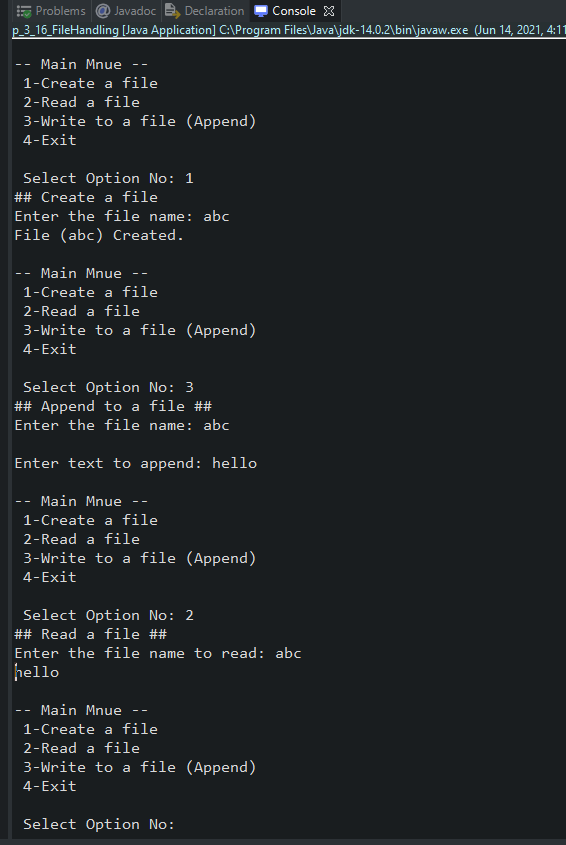 Problems @ Javadoc Declaration Console
p_3_16_FileHandling [Java Application] C:\Program Files\Java\jdk-14.0.2\bin\javaw.exe (Jun 14, 2021, 4:11
-- Main Mnue --
1-Create a file
2-Read a file
3-Write to a file (Append)
4-Exit
Select Option No: 1
## Create a file
Enter the file name: abc
File (abc) Created.
-- Main Mnue --
1-Create a file
2-Read a file
3-Write to a file (Append)
4-Exit
Select Option No: 3
## Append to a file ##
Enter the file name: abc
Enter text to append: hello
-- Main Mnue --
1-Create a file
2-Read a file
3-Write to a file (Append)
4-Exit
Select Option No: 2
## Read a file ##
Enter the file name to read: abc
hello
-- Main Mnue --
1-Create a file
2-Read a file
3-Write to a file (Append)
4-Exit
Select Option No: